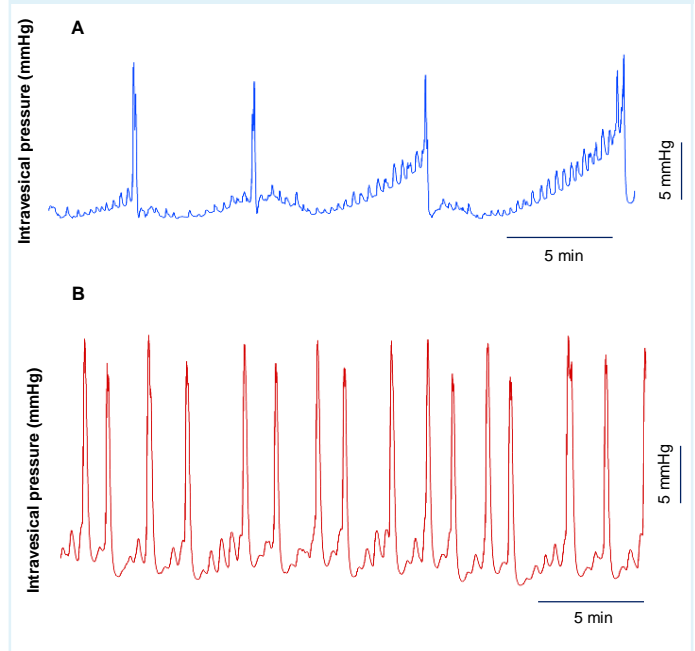 A
Intravesical pressure (mmHg)
5 mmHg
5 min
B
Intravesical pressure (mmHg)
5 mmHg
5 min